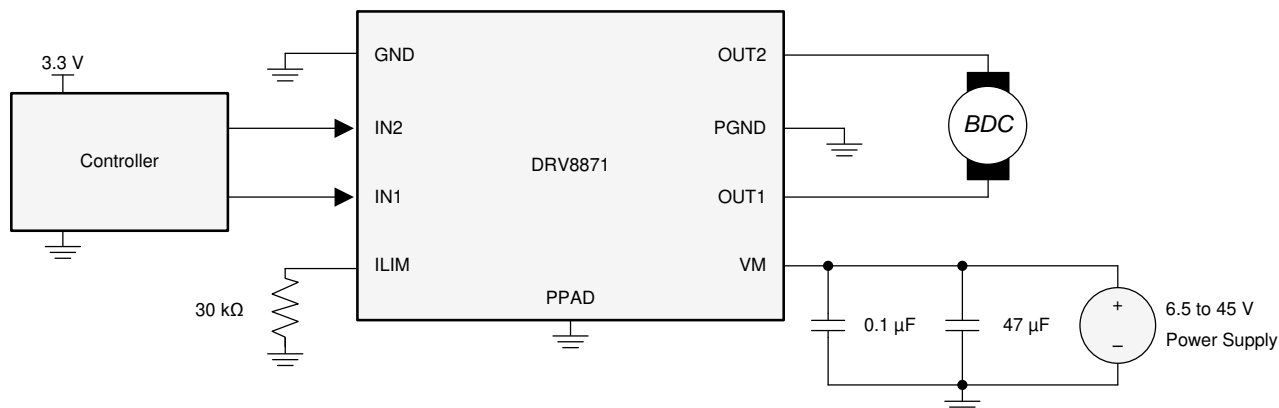 3.3 V
Controller
GND
IN2
IN1
ILIM
30 kΩ
DRV8871
PPAD
OUT2
PGND
OUT1
VM
BDC
0.1 µF
47 µF
+
–
6.5 to 45 V
Power Supply